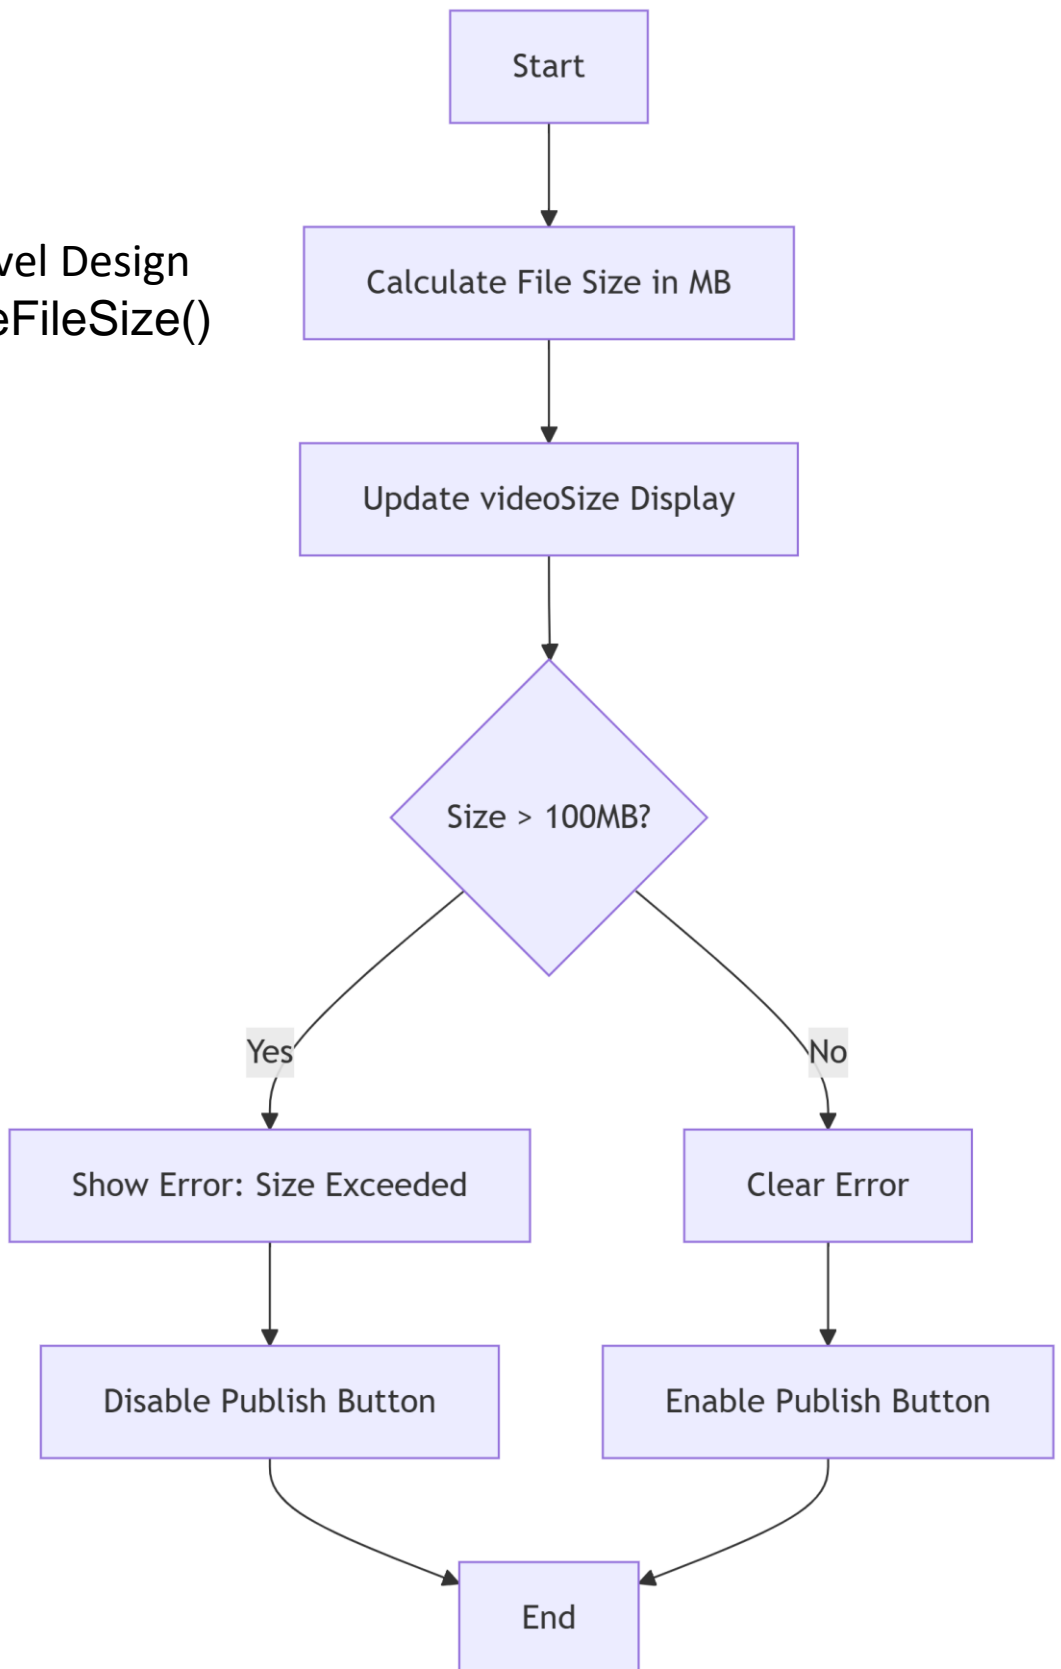 Start
vel Design
eFileSize()
Calculate File Size in MB
Update videoSize Display
Size > 100MB?
Yes
No
Show Error: Size Exceeded
Clear Error
Disable Publish Button
Enable Publish Button
End